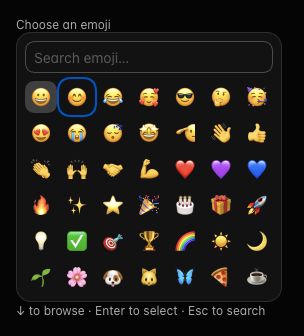 Choose an emoji
Search emoji...
↓ to browse · Enter to select · Esc to search